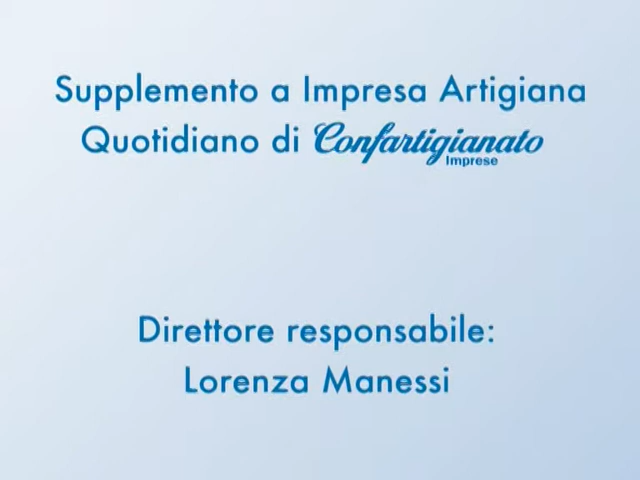 Supplemento a Impresa Artigiana
Quotidiano di Confartigianato
Imprese
Direttore responsabile:
Lorenza Manessi